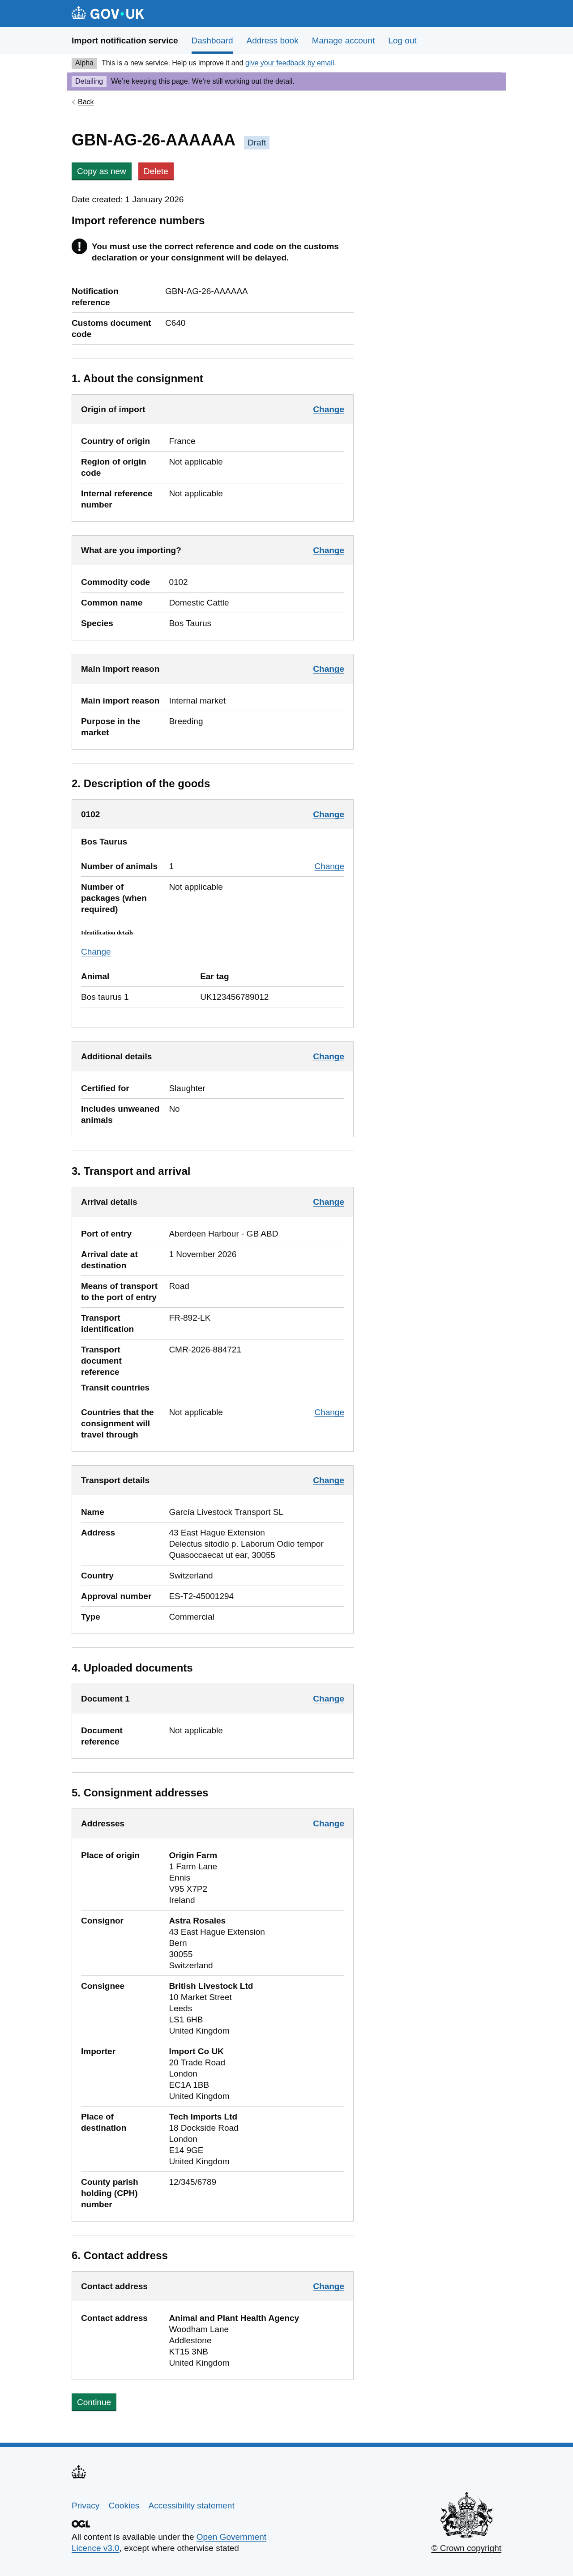 GOV·UK
Import notification service
Dashboard
Address book
Manage account
Log out
Alpha
This is a new service. Help us improve it and give your feedback by email.
Detailing
We're keeping this page. We're still working out the detail.
Back
GBN-AG-26-AAAAAA
Draft
Copy as new
Delete
Date created: 1 January 2026
Import reference numbers
! You must use the correct reference and code on the customs
declaration or your consignment will be delayed.
Notification
reference
GBN-AG-26-AAAAAA
Customs document
code
C640
1. About the consignment
Origin of import
Change
Country of origin
France
Region of origin
code
Not applicable
Internal reference
number
Not applicable
What are you importing?
Change
Commodity code
0102
Common name
Domestic Cattle
Species
Bos Taurus
Main import reason
Change
Main import reason
Internal market
Purpose in the
market
Breeding
2. Description of the goods
0102
Change
Bos Taurus
Number of animals
1
Change
Number of
packages (when
required)
Not applicable
Identification details
Change
Animal
Ear tag
Bos taurus 1
UK123456789012
Additional details
Change
Certified for
Slaughter
Includes unweaned
animals
No
3. Transport and arrival
Arrival details
Change
Port of entry
Aberdeen Harbour - GB ABD
Arrival date at
destination
1 November 2026
Means of transport
to the port of entry
Road
Transport
identification
FR-892-LK
Transport
document
reference
CMR-2026-884721
Transit countries
Countries that the
consignment will
travel through
Not applicable
Change
Transport details
Change
Name
García Livestock Transport SL
Address
43 East Hague Extension
Delectus sitodio p. Laborum Odio tempor
Quasoccaecat ut ear, 30055
Country
Switzerland
Approval number
ES-T2-45001294
Type
Commercial
4. Uploaded documents
Document 1
Change
Document
reference
Not applicable
5. Consignment addresses
Addresses
Change
Place of origin
Origin Farm
1 Farm Lane
Ennis
V95 X7P2
Ireland
Consignor
Astra Rosales
43 East Hague Extension
Bern
30055
Switzerland
Consignee
British Livestock Ltd
10 Market Street
Leeds
LS1 6HB
United Kingdom
Importer
Import Co UK
20 Trade Road
London
EC1A 1BB
United Kingdom
Place of
destination
Tech Imports Ltd
18 Dockside Road
London
E14 9GE
United Kingdom
County parish
holding (CPH)
number
12/345/6789
6. Contact address
Contact address
Change
Contact address
Animal and Plant Health Agency
Woodham Lane
Addlestone
KT15 3NB
United Kingdom
Continue
Privacy
Cookies
Accessibility statement
OGL
All content is available under the Open Government
Licence v3.0, except where otherwise stated
© Crown copyright